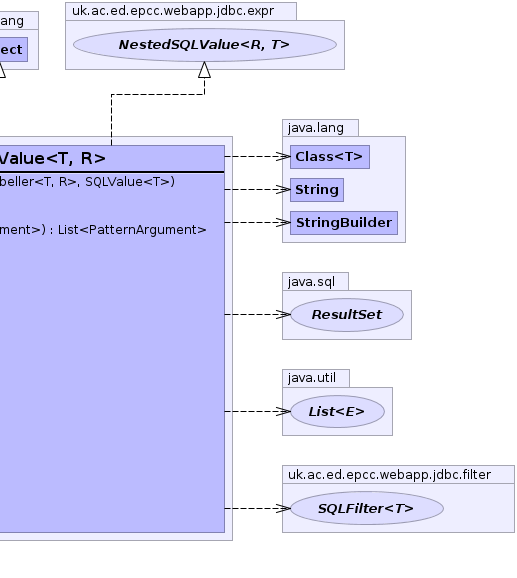 uk.ac.ed.epcc.webapp.jdbc.expr
ang
NestedSQLValue<R, T>
ect
java.lang
Value<T, R>
Class<T>
beller<T, R>, SQLValue<T>)
String
StringBuilder
ment>) : List<PatternArgument>
java.sql
ResultSet
java.util
List<E>
uk.ac.ed.epcc.webapp.jdbc.filter
SQLFilter<T>